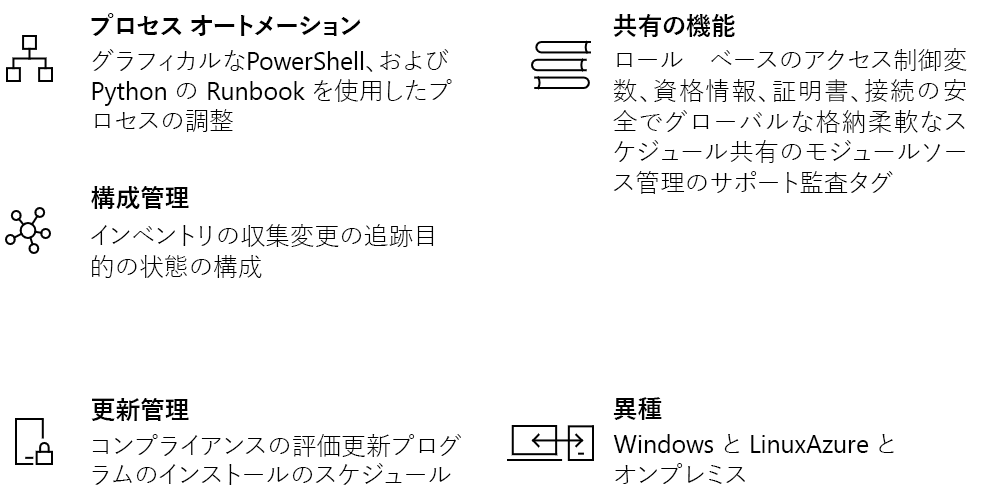 プロセス オートメーション
グラフィカルなPowerShell、および
Python の Runbook を使用したプ
ロセスの調整
構成管理
インベントリの収集変更の追跡目
的の状態の構成
更新管理
コンプライアンスの評価更新プログ
ラムのインストールのスケジュール
共有の機能
ロール　ベースのアクセス制御変
数、資格情報、証明書、接続の安
全でグローバルな格納柔軟なス
ケジュール共有のモジュールソー
ス管理のサポート監査タグ
異種
Windows と LinuxAzure と
オンプレミス